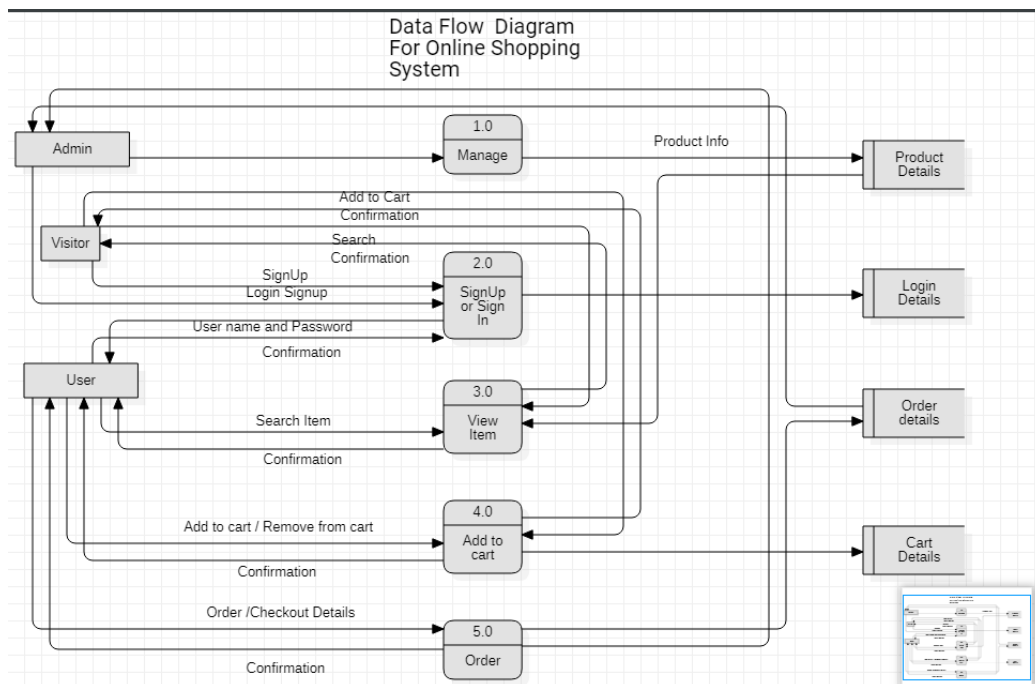 Data Flow Diagram
For Online Shopping
System
Admin
1.0
Manage
Product Info
Product
Details
Add to Cart
Confirmation
Visitor
Search
Confirmation
2.0
SignUp
or Sign
In
SignUp
Login Signup
Login
Details
User name and Password
Confirmation
User
3.0
View
Item
Order
details
Search Item
Confirmation
4.0
Add to
cart
Add to cart / Remove from cart
Confirmation
Cart
Details
Order /Checkout Details
5.0
Order
Confirmation